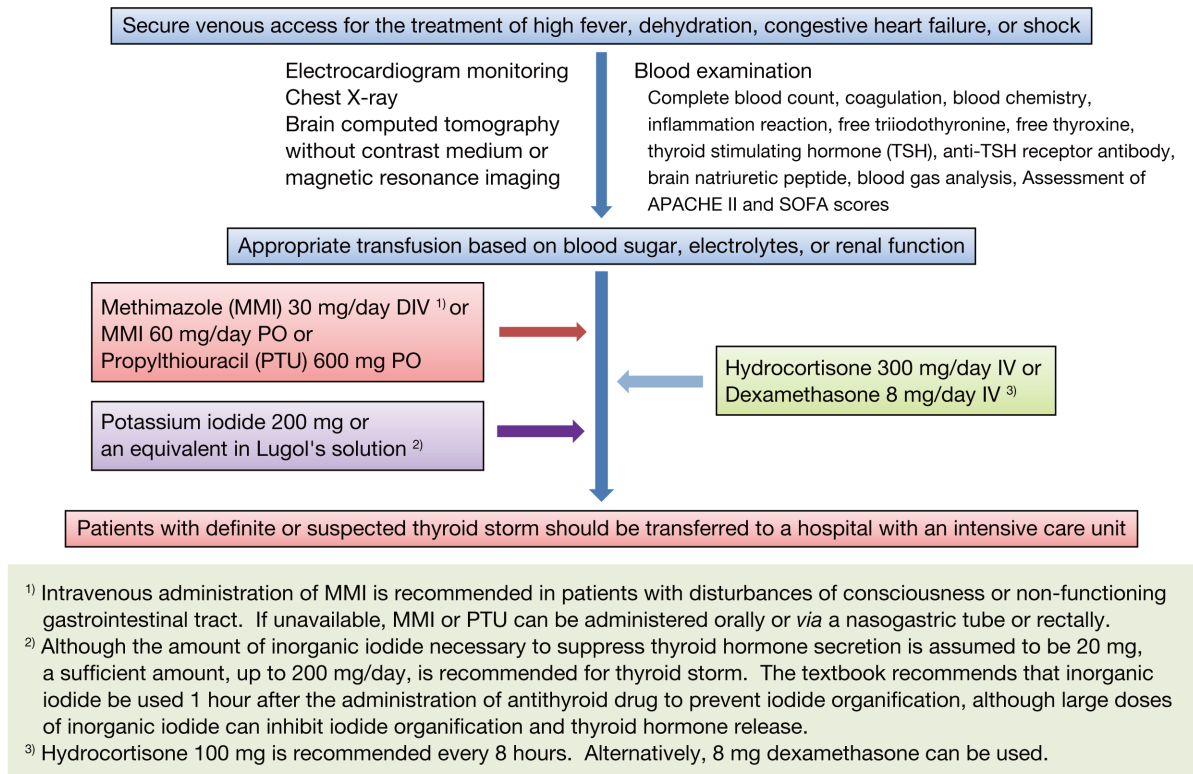 Secure venous access for the treatment of high fever, dehydration, congestive heart failure, or shock
Electrocardiogram monitoring
Chest X-ray
Brain computed tomography
without contrast medium or
magnetic resonance imaging
Blood examination
Complete blood count, coagulation, blood chemistry,
inflammation reaction, free triiodothyronine, free thyroxine,
thyroid stimulating hormone (TSH), anti-TSH receptor antibody,
brain natriuretic peptide, blood gas analysis, Assessment of
APACHE II and SOFA scores
Appropriate transfusion based on blood sugar, electrolytes, or renal function
Methimazole (MMI) 30 mg/day DIV 1) or
MMI 60 mg/day PO or
Propylthiouracil (PTU) 600 mg PO
Hydrocortisone 300 mg/day IV or
Dexamethasone 8 mg/day IV 3)
Potassium iodide 200 mg or
an equivalent in Lugol's solution 2)
Patients with definite or suspected thyroid storm should be transferred to a hospital with an intensive care unit
1) Intravenous administration of MMI is recommended in patients with disturbances of consciousness or non-functioning
gastrointestinal tract. If unavailable, MMI or PTU can be administered orally or via a nasogastric tube or rectally.
2) Although the amount of inorganic iodide necessary to suppress thyroid hormone secretion is assumed to be 20 mg,
a sufficient amount, up to 200 mg/day, is recommended for thyroid storm. The textbook recommends that inorganic
iodide be used 1 hour after the administration of antithyroid drug to prevent iodide organification, although large doses
of inorganic iodide can inhibit iodide organification and thyroid hormone release.
3) Hydrocortisone 100 mg is recommended every 8 hours. Alternatively, 8 mg dexamethasone can be used.